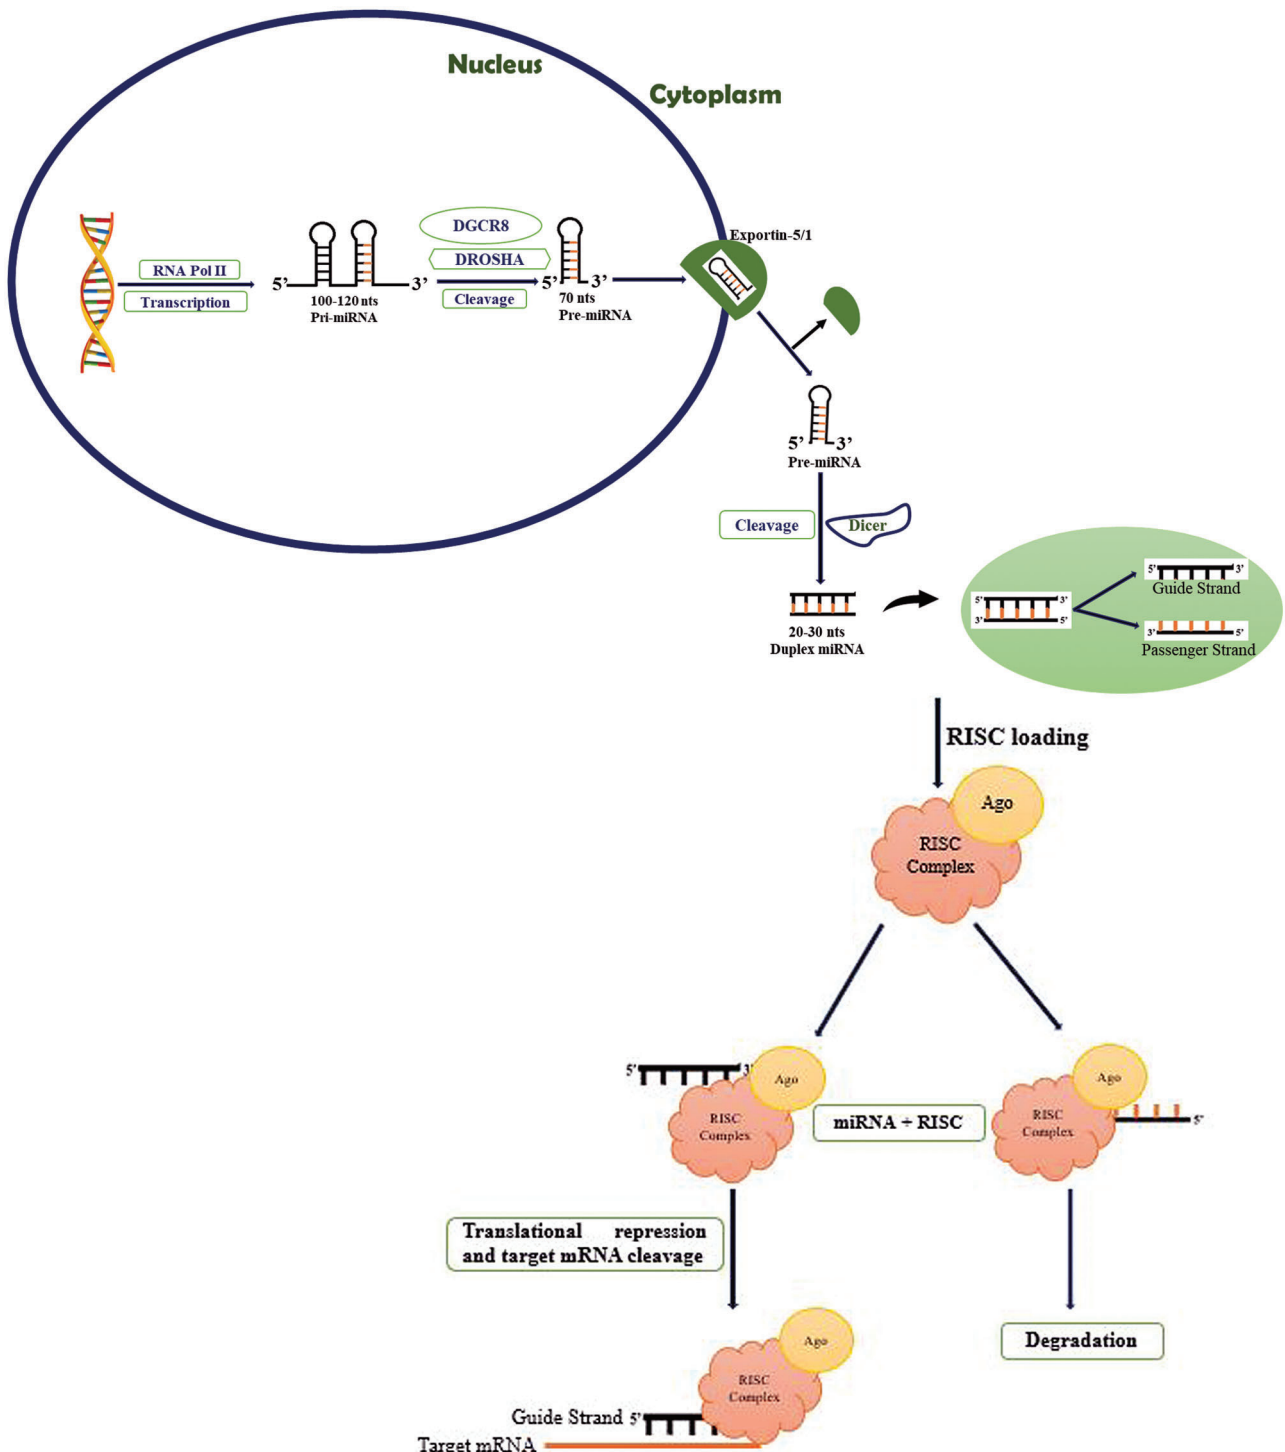 Nucleus
Cytoplasm
Exportin-5/1
DGCR8
RNA Pol II
DROSHA
Transcription
5’
3’
Cleavage
5’
3’
100-120 nts
Pri-miRNA
70 nts
Pre-miRNA
5’
3’
Pre-miRNA
Cleavage
Dicer
5’
3’
Guide Strand
5’
3’
3’
5’
3’
5’
Passenger Strand
20-30 nts
Duplex miRNA
RISC loading
Ago
RISC
Complex
5’
3’
Ago
RISC
Complex
miRNA + RISC
Ago
RISC
Complex
5’
Translational repression
and target mRNA cleavage
Degradation
Ago
RISC
Complex
Guide Strand
5’
Target mRNA